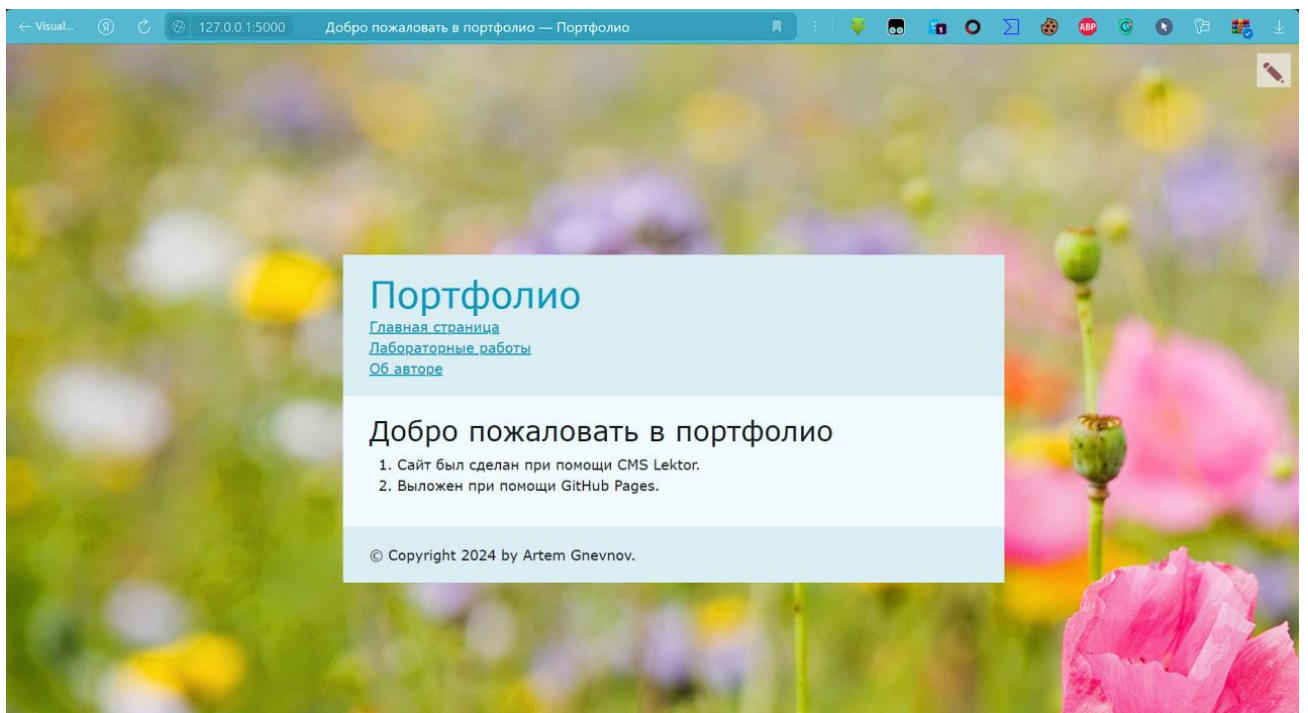 ← Visual...
127.0.0.1:5000
Добро пожаловать в портфолио — Портфолио
1
ABP
Портфолио
Главная страница
Лабораторные работы
Об авторе
Добро пожаловать в портфолио
1. Сайт был сделан при помощи CMS Lektor.
2. Выложен при помощи GitHub Pages.
© Copyright 2024 by Artem Gnevnov.